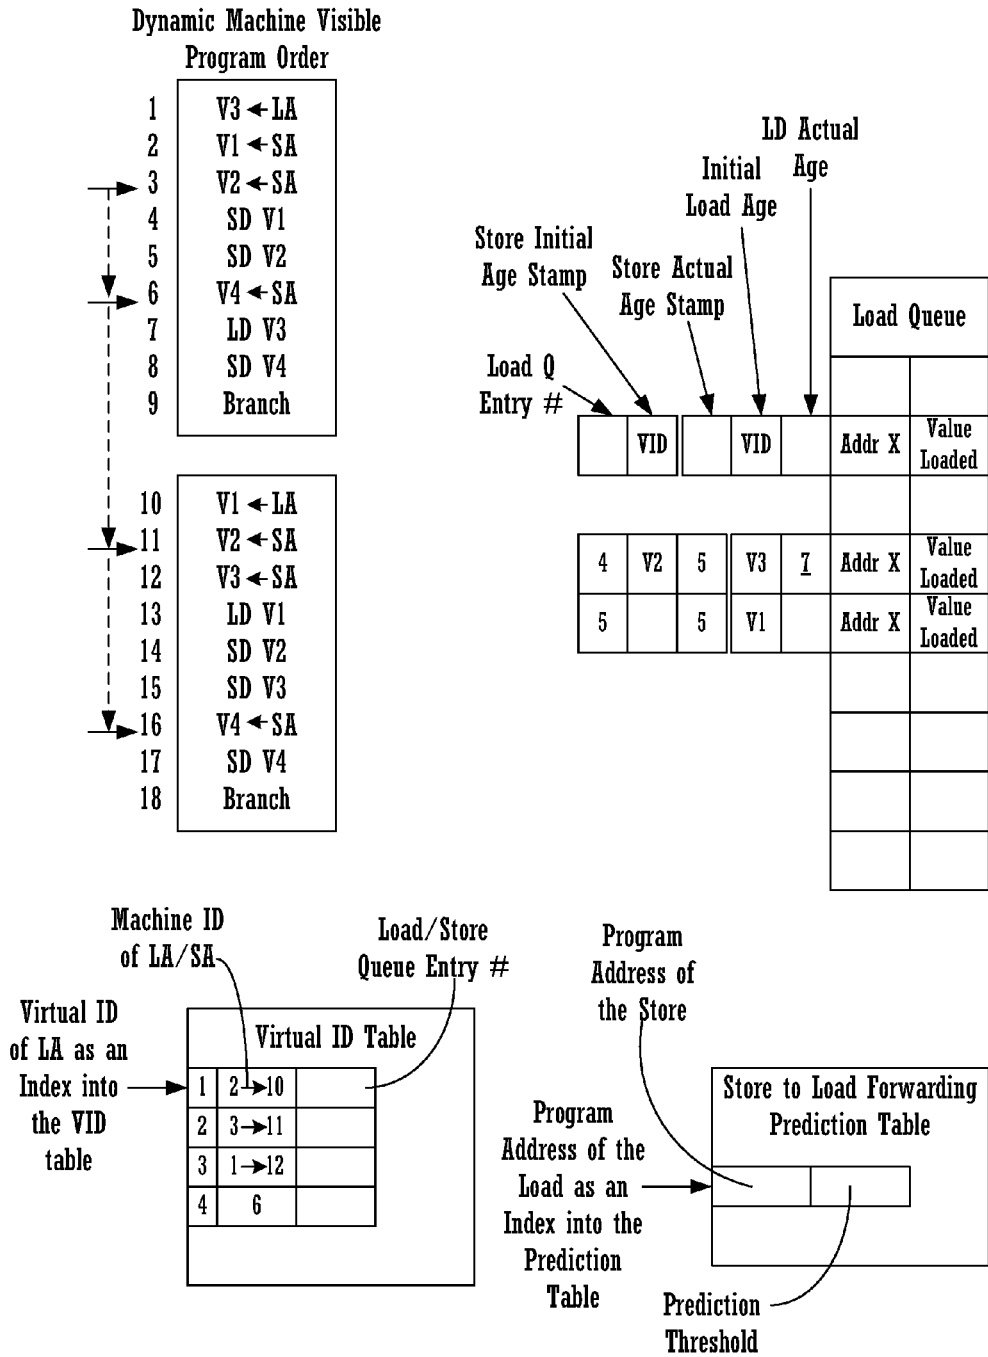 Dynamic Machine Visible
Program Order
1 V3 ← LA
2 V1 ← SA
3 V2 ← SA
4 SD V1
5 SD V2
6 V4 ← SA
7 LD V3
8 SD V4
9 Branch
10 V1 ← LA
11 V2 ← SA
12 V3 ← SA
13 LD V1
14 SD V2
15 SD V3
16 V4 ← SA
17 SD V4
18 Branch
LD Actual
Age
Initial
Load Age
Store Initial
Age Stamp
Store Actual
Age Stamp
Load Q
Entry #
Load Queue
VID VID Addr X Value
Loaded
4 V2 5 V3 7 Addr X Value
Loaded
5 5 V1 Addr X Value
Loaded
Machine ID
of LA/SA
Load/Store
Queue Entry #
Virtual ID
of LA as an
Index into
the VID
table
Virtual ID Table
1 2→10
2 3→11
3 1→12
4 6
Program
Address of
the Store
Program
Address of the
Load as an
Index into the
Prediction
Table
Store to Load Forwarding
Prediction Table
Prediction
Threshold